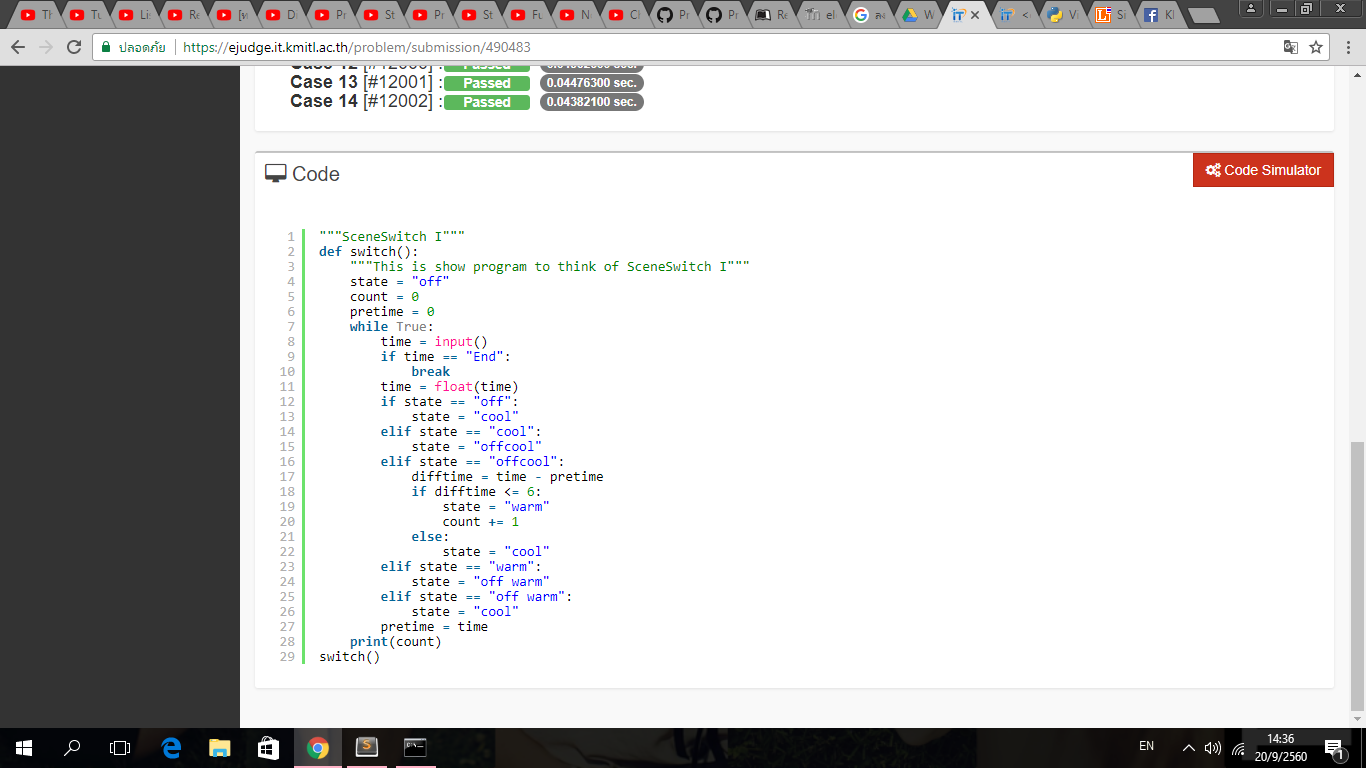 Th
Tu
Li
Re
[ท
Di
Pr
St
Pr
St
Fu
N
Cl
Pr
Pr
Re
el
ลง
W
<
Vi
Si
Kl
ปลอดภัย https://ejudge.it.kmitl.ac.th/problem/submission/490483
Case 12 [#12000] : Passed
Case 13 [#12001] : Passed 0.04476300 sec.
Case 14 [#12002] : Passed 0.04382100 sec.
Code
Code Simulator
1 """SceneSwitch I"""
2 def switch():
3     """This is show program to think of SceneSwitch I"""
4     state = "off"
5     count = 0
6     pretime = 0
7     while True:
8         time = input()
9         if time == "End":
10             break
11         time = float(time)
12         if state == "off":
13             state = "cool"
14         elif state == "cool":
15             state = "offcool"
16         elif state == "offcool":
17             difftime = time - pretime
18             if difftime <= 6:
19                 state = "warm"
20                 count += 1
21             else:
22                 state = "cool"
23         elif state == "warm":
24             state = "off warm"
25         elif state == "off warm":
26             state = "cool"
27         pretime = time
28     print(count)
29 switch()
EN
14:36
20/9/2560
1